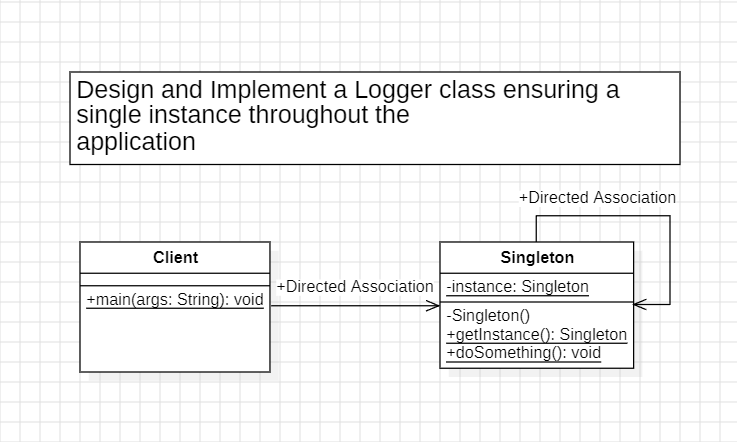 Design and Implement a Logger class ensuring a
single instance throughout the
application
+Directed Association
Client
+main(args: String): void
+Directed Association
Singleton
-instance: Singleton
-Singleton()
+getInstance(): Singleton
+doSomething(): void